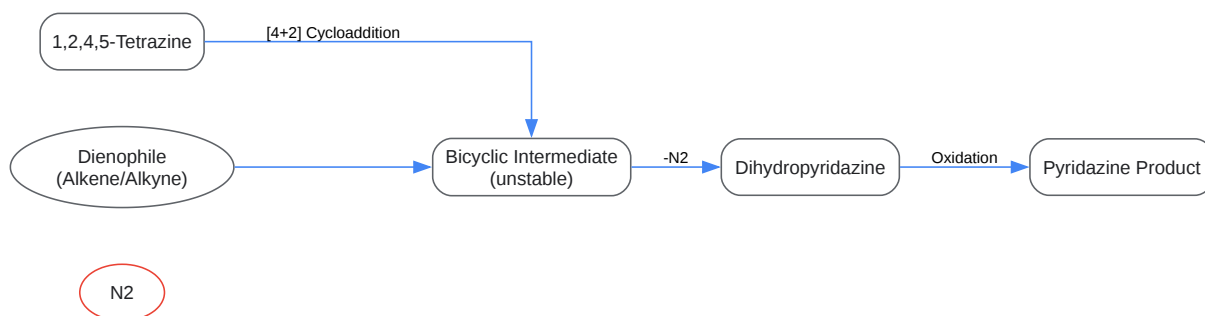 1,2,4,5-Tetrazine
[4+2] Cycloaddition
Dienophile
(Alkene/Alkyne)
Bicyclic Intermediate
(unstable)
-N2
Dihydropyridazine
Oxidation
Pyridazine Product
N2